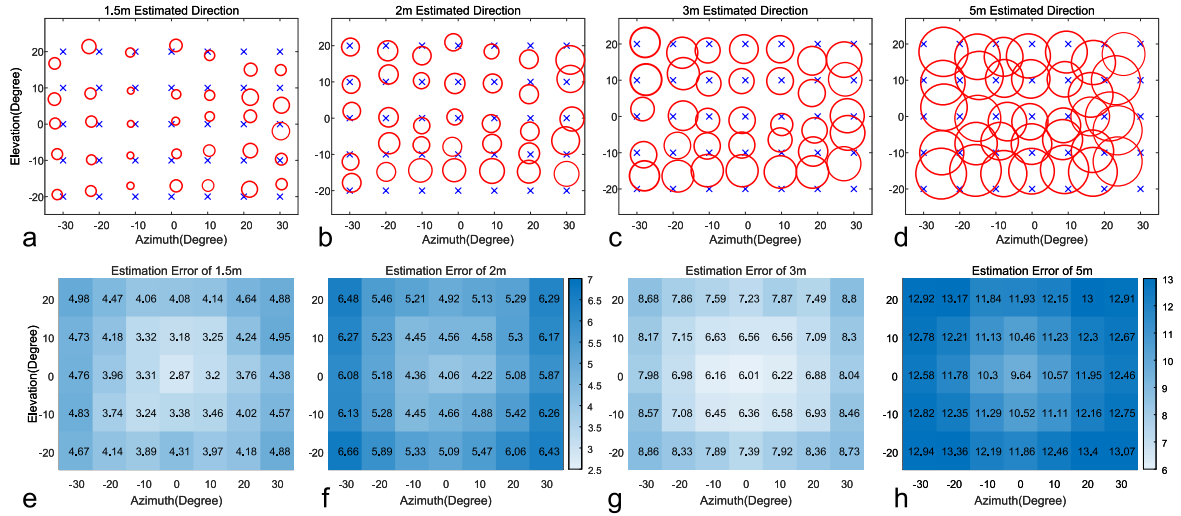 1.5m Estimated Direction
2m Estimated Direction
3m Estimated Direction
5m Estimated Direction
Elevation(Degree)
20
10
0
-10
-20
-30 -20 -10 0 10 20 30
Azimuth(Degree)
a
20
10
0
-10
-20
-30 -20 -10 0 10 20 30
Azimuth(Degree)
b
20
10
0
-10
-20
-30 -20 -10 0 10 20 30
Azimuth(Degree)
c
20
10
0
-10
-20
-30 -20 -10 0 10 20 30
Azimuth(Degree)
d
Estimation Error of 1.5m
Elevation(Degree)
20 4.98 4.47 4.06 4.08 4.14 4.64 4.88
10 4.73 4.18 3.32 3.18 3.25 4.24 4.95
0 4.76 3.96 3.31 2.87 3.2 3.76 4.38
-10 4.83 3.74 3.24 3.38 3.46 4.02 4.57
-20 4.67 4.14 3.89 4.31 3.97 4.18 4.88
-30 -20 -10 0 10 20 30
Azimuth(Degree)
e
Estimation Error of 2m
20 6.48 5.46 5.21 4.92 5.13 5.29 6.29
10 6.27 5.23 4.45 4.56 4.58 5.3 6.17
0 6.08 5.18 4.36 4.06 4.22 5.08 5.87
-10 6.13 5.28 4.45 4.66 4.88 5.42 6.26
-20 6.66 5.89 5.33 5.09 5.47 6.06 6.43
-30 -20 -10 0 10 20 30
Azimuth(Degree)
f
7
6.5
6
5.5
5
4.5
4
3.5
3
2.5
Estimation Error of 3m
20 8.68 7.86 7.59 7.23 7.87 7.49 8.8
10 8.17 7.15 6.63 6.56 6.56 7.09 8.3
0 7.98 6.98 6.16 6.01 6.22 6.88 8.04
-10 8.57 7.08 6.45 6.36 6.58 6.93 8.46
-20 8.86 8.33 7.89 7.39 7.92 7.38 8.73
-30 -20 -10 0 10 20 30
Azimuth(Degree)
g
Estimation Error of 5m
20 12.92 13.17 11.84 11.93 12.15 13 12.91
10 12.78 12.21 11.13 10.46 11.23 12.3 12.67
0 12.58 11.78 10.3 9.64 10.57 11.95 12.46
-10 12.82 12.35 11.29 10.52 11.11 12.16 12.75
-20 12.94 13.36 12.19 11.86 12.46 13.4 13.07
-30 -20 -10 0 10 20 30
Azimuth(Degree)
h
13
12
11
10
9
8
7
6